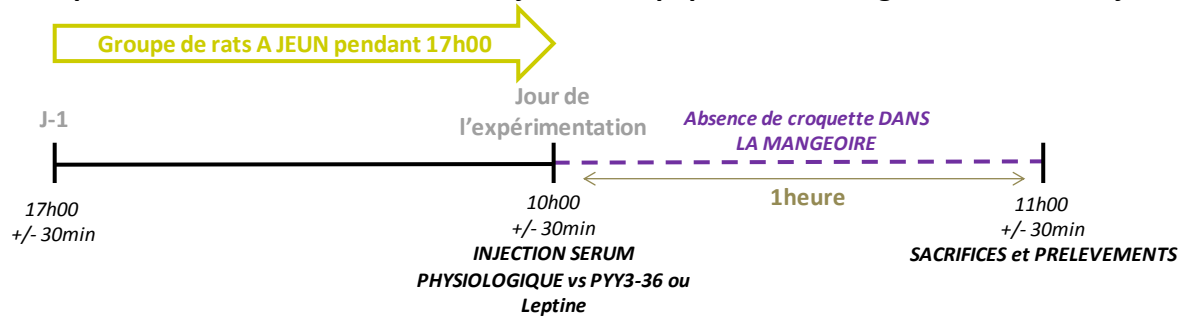 Groupe de rats A JEUN pendant 17h00
J-1
Jour de
l'expérimentation
Absence de croquette DANS
LA MANGEOIRE
1heure
17h00
+/- 30min
10h00
+/- 30min
INJECTION SERUM
PHYSIOLOGIQUE vs PYY3-36 ou
Leptine
11h00
+/- 30min
SACRIFICES et PRELEVEMENTS